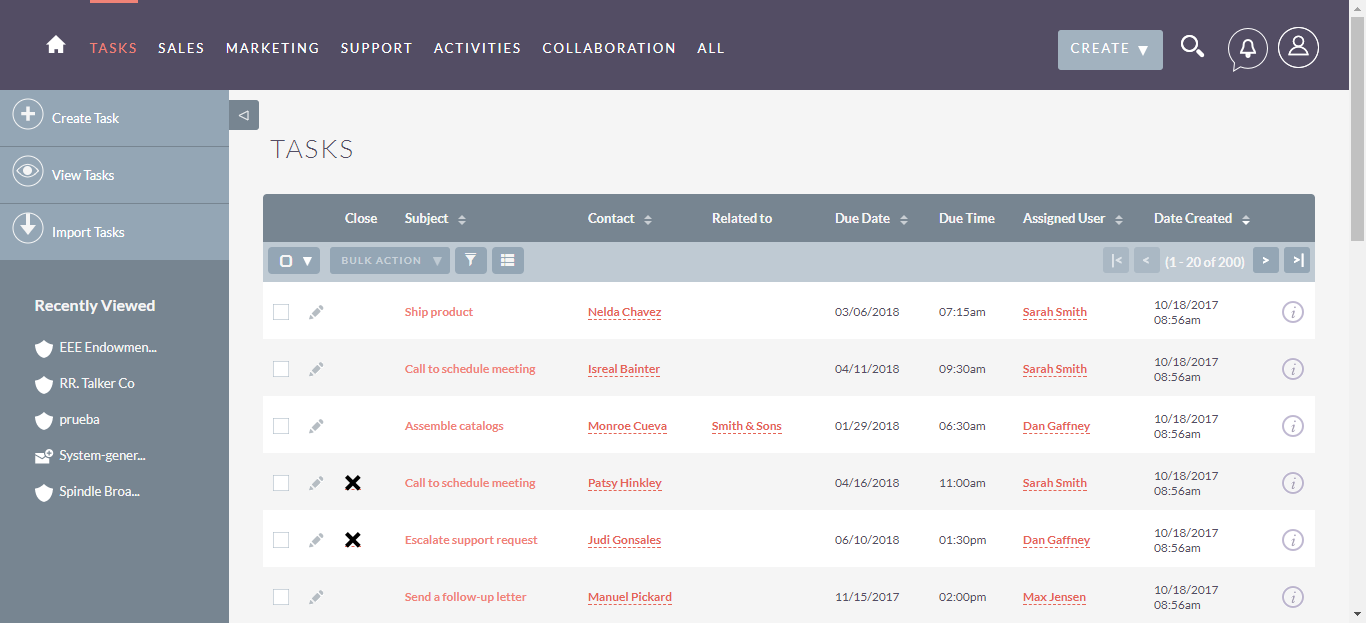 TASKS SALES MARKETING SUPPORT ACTIVITIES COLLABORATION ALL CREATE
Create Task
View Tasks
Import Tasks
Recently Viewed
EEE Endowmen...
RR. Talker Co
prueba
System-gener...
Spindle Broa...
TASKS
Close Subject Contact Related to Due Date Due Time Assigned User Date Created
BULK ACTION (1 - 20 of 200)
Ship product Nelda Chavez 03/06/2018 07:15am Sarah Smith 10/18/2017
08:56am
Call to schedule meeting Isreal Bainter 04/11/2018 09:30am Sarah Smith 10/18/2017
08:56am
Assemble catalogs Monroe Cueva Smith & Sons 01/29/2018 06:30am Dan Gaffney 10/18/2017
08:56am
Call to schedule meeting Patsy Hinkley 04/16/2018 11:00am Sarah Smith 10/18/2017
08:56am
Escalate support request Judi Gonsales 06/10/2018 01:30pm Dan Gaffney 10/18/2017
08:56am
Send a follow-up letter Manuel Pickard 11/15/2017 02:00pm Max Jensen 10/18/2017
08:56am